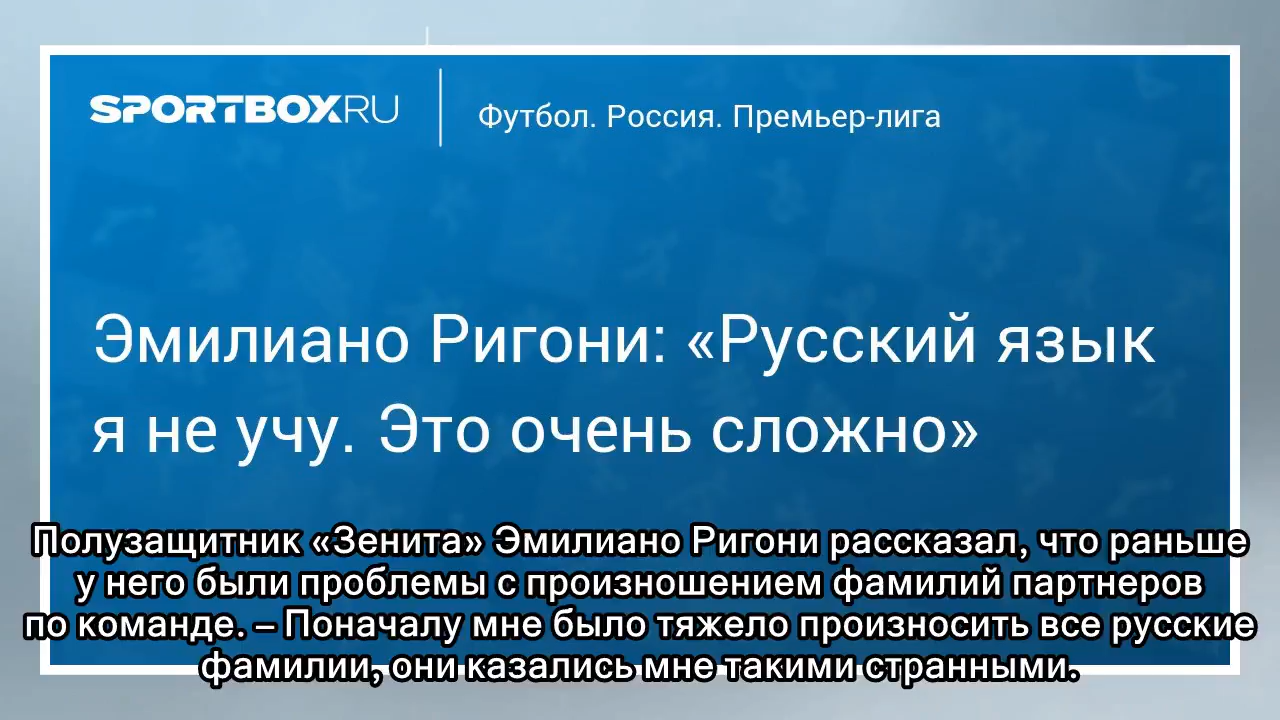 SPORTBOXRU
Футбол. Россия. Премьер-лига
Эмилиано Ригони: «Русский язык
я не учу. Это очень сложно»
Полузащитник «Зенита» Эмилиано Ригони рассказал, что раньше
у него были проблемы с произношением фамилий партнеров
по команде. – Поначалу мне было тяжело произносить все русские
фамилии, они казались мне такими странными.